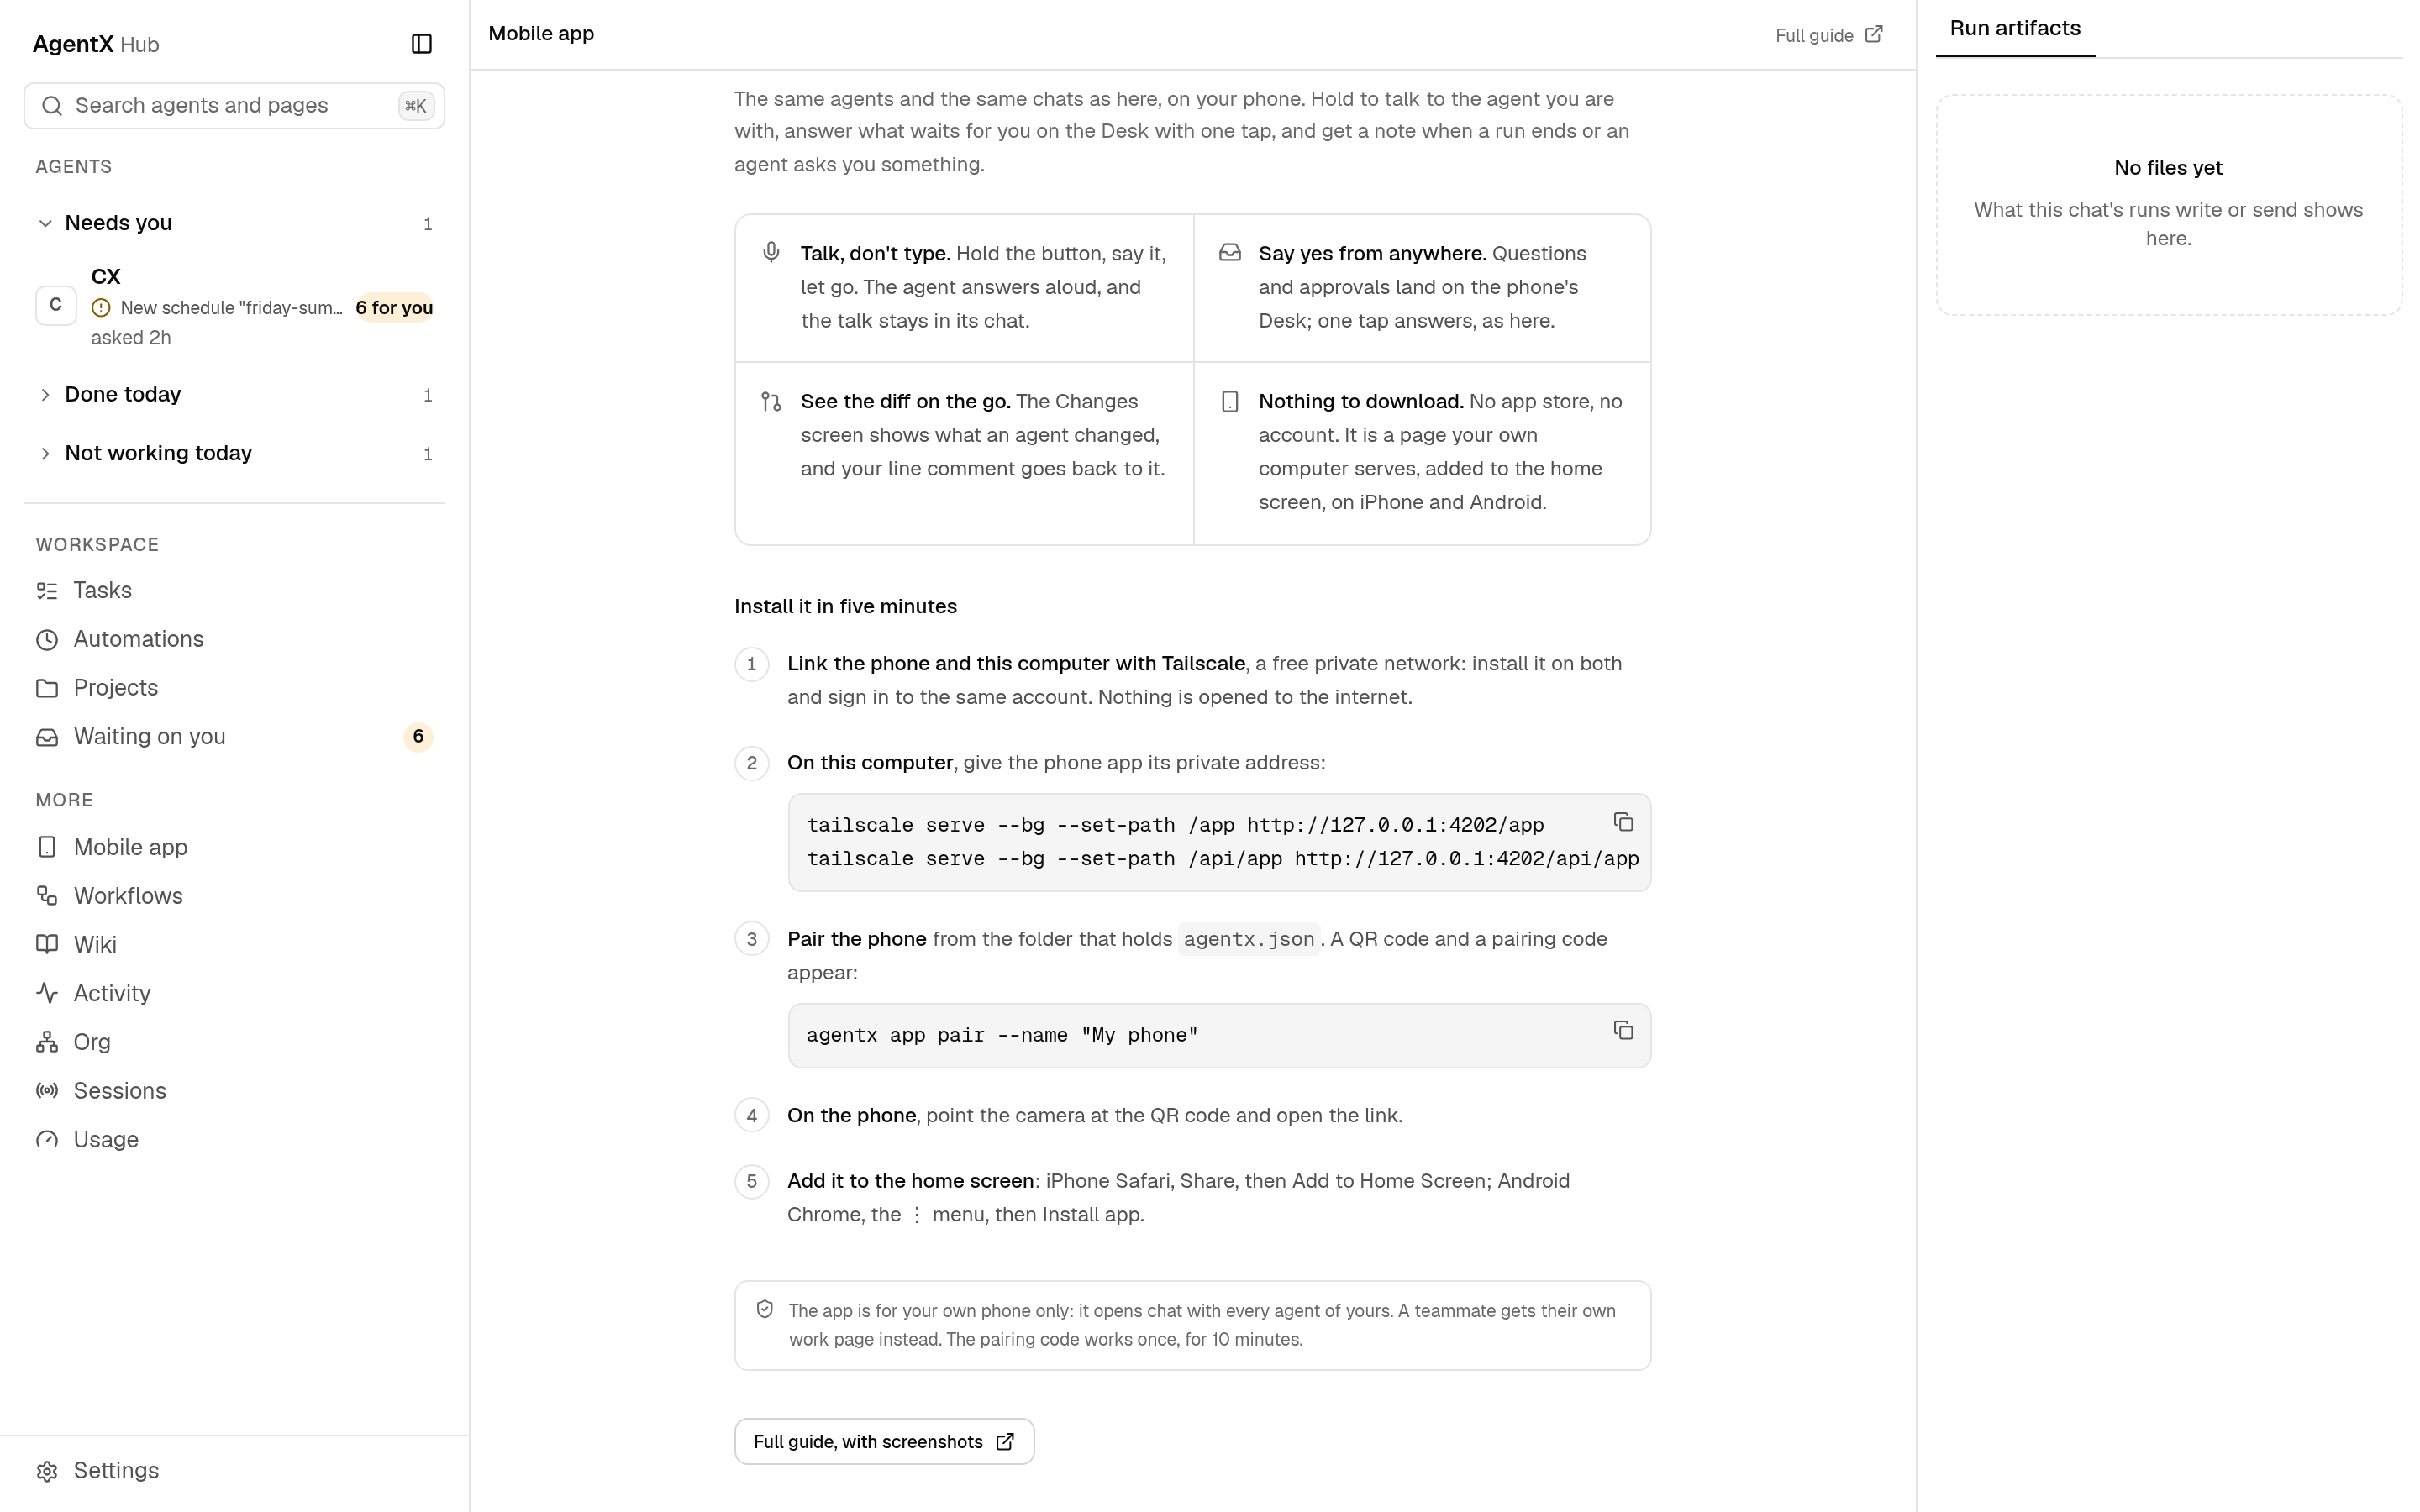 AgentX Hub
Search agents and pages ⌘K
AGENTS
Needs you 1
C
CX
New schedule "friday-sum... 6 for you
asked 2h
Done today 1
Not working today 1
WORKSPACE
Tasks
Automations
Projects
Waiting on you 6
MORE
Mobile app
Workflows
Wiki
Activity
Org
Sessions
Usage
Settings
Mobile app
Full guide
The same agents and the same chats as here, on your phone. Hold to talk to the agent you are
with, answer what waits for you on the Desk with one tap, and get a note when a run ends or an
agent asks you something.
Talk, don't type. Hold the button, say it,
let go. The agent answers aloud, and
the talk stays in its chat.
Say yes from anywhere. Questions
and approvals land on the phone's
Desk; one tap answers, as here.
See the diff on the go. The Changes
screen shows what an agent changed,
and your line comment goes back to it.
Nothing to download. No app store, no
account. It is a page your own
computer serves, added to the home
screen, on iPhone and Android.
Install it in five minutes
1 Link the phone and this computer with Tailscale, a free private network: install it on both
and sign in to the same account. Nothing is opened to the internet.
2 On this computer, give the phone app its private address:
tailscale serve --bg --set-path /app http://127.0.0.1:4202/app
tailscale serve --bg --set-path /api/app http://127.0.0.1:4202/api/app
3 Pair the phone from the folder that holds agentx.json. A QR code and a pairing code
appear:
agentx app pair --name "My phone"
4 On the phone, point the camera at the QR code and open the link.
5 Add it to the home screen: iPhone Safari, Share, then Add to Home Screen; Android
Chrome, the ⋮ menu, then Install app.
The app is for your own phone only: it opens chat with every agent of yours. A teammate gets their own
work page instead. The pairing code works once, for 10 minutes.
Full guide, with screenshots
Run artifacts
No files yet
What this chat's runs write or send shows
here.